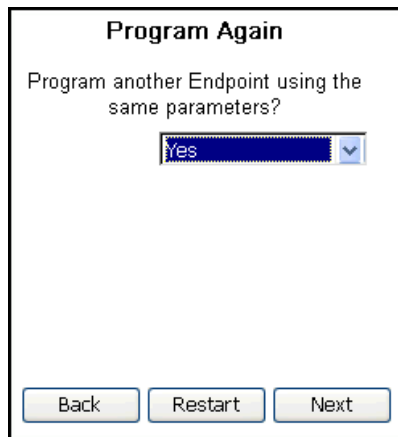 Program Again
Program another Endpoint using the
same parameters?
Yes
Back Restart Next